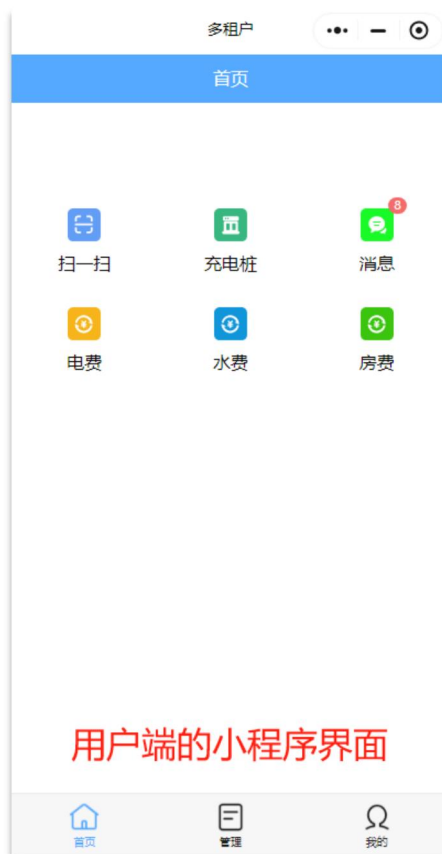 多租户
首页
8
扫一扫
充电桩
消息
电费
水费
房费
用户端的小程序界面
首页
管理
我的